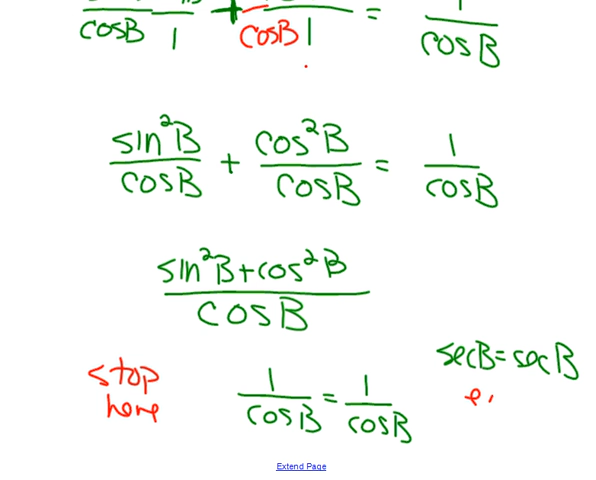 cosB 1 + cosB 1 = 1/cosB
sin²B/cosB + cos²B/cosB = 1/cosB
sin²B+cos²B/cosB
secB=secB
stop here
1/cosB = 1/cosB
Extend Page